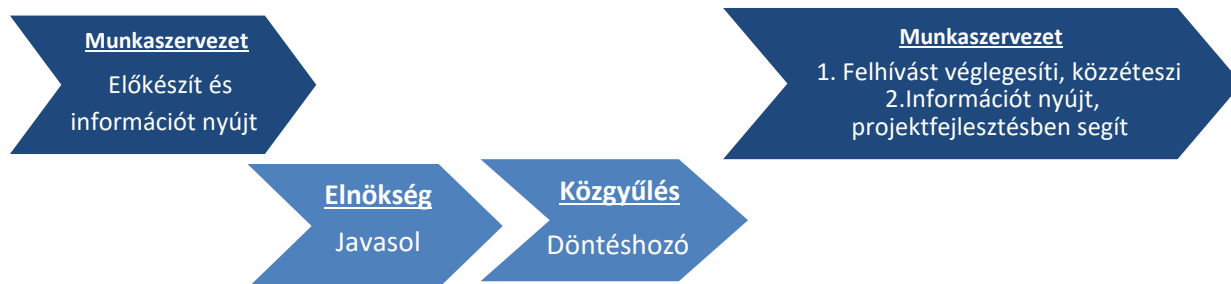 Munkaszervezet
Előkészít és
információt nyújt
Elnökség
Javasol
Közgyűlés
Döntéshozó
Munkaszervezet
1. Felhívást véglegesíti, közzéteszi
2.Információt nyújt,
projektfejlesztésben segít